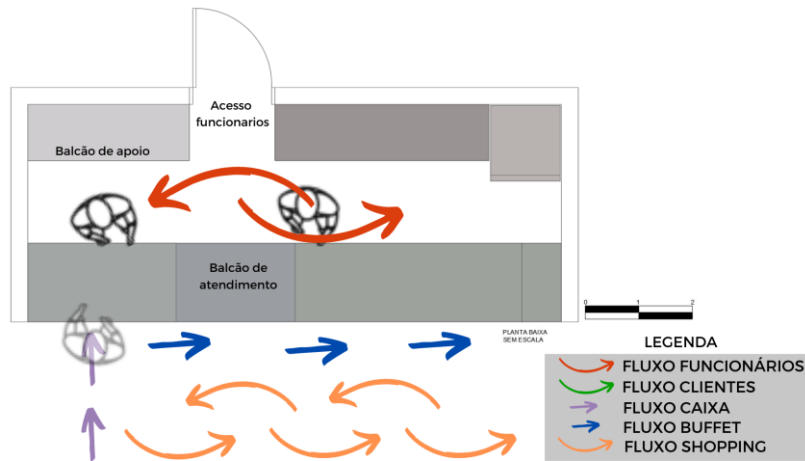 Acesso
funcionarios
Balcão de apoio
Balcão de
atendimento
0
1
2
PLANTA BAIXA
SEM ESCALA
LEGENDA
FLUXO FUNCIONÁRIOS
FLUXO CLIENTES
FLUXO CAIXA
FLUXO BUFFET
FLUXO SHOPPING